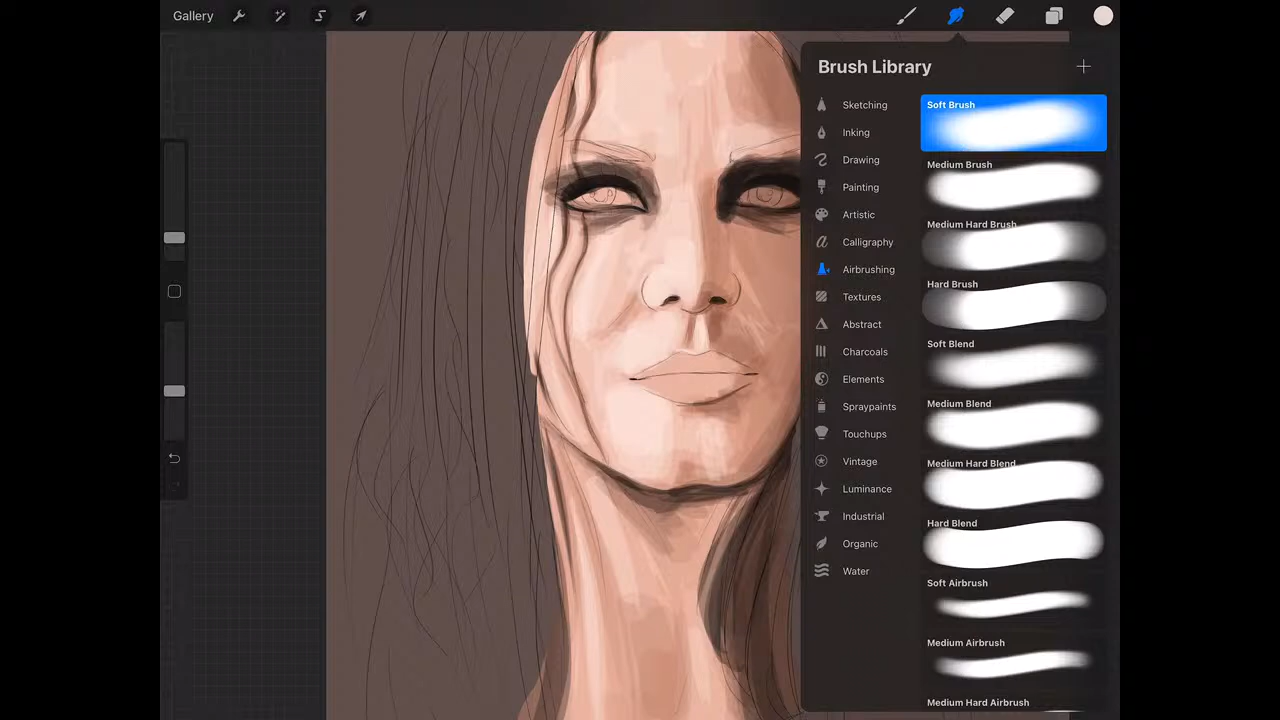 Gallery
Brush Library
Sketching
Inking
Drawing
Painting
Artistic
Calligraphy
Airbrushing
Textures
Abstract
Charcoals
Elements
Spraypaints
Touchups
Vintage
Luminance
Industrial
Organic
Water
Soft Brush
Medium Brush
Medium Hard Brush
Hard Brush
Soft Blend
Medium Blend
Medium Hard Blend
Hard Blend
Soft Airbrush
Medium Airbrush
Medium Hard Airbrush